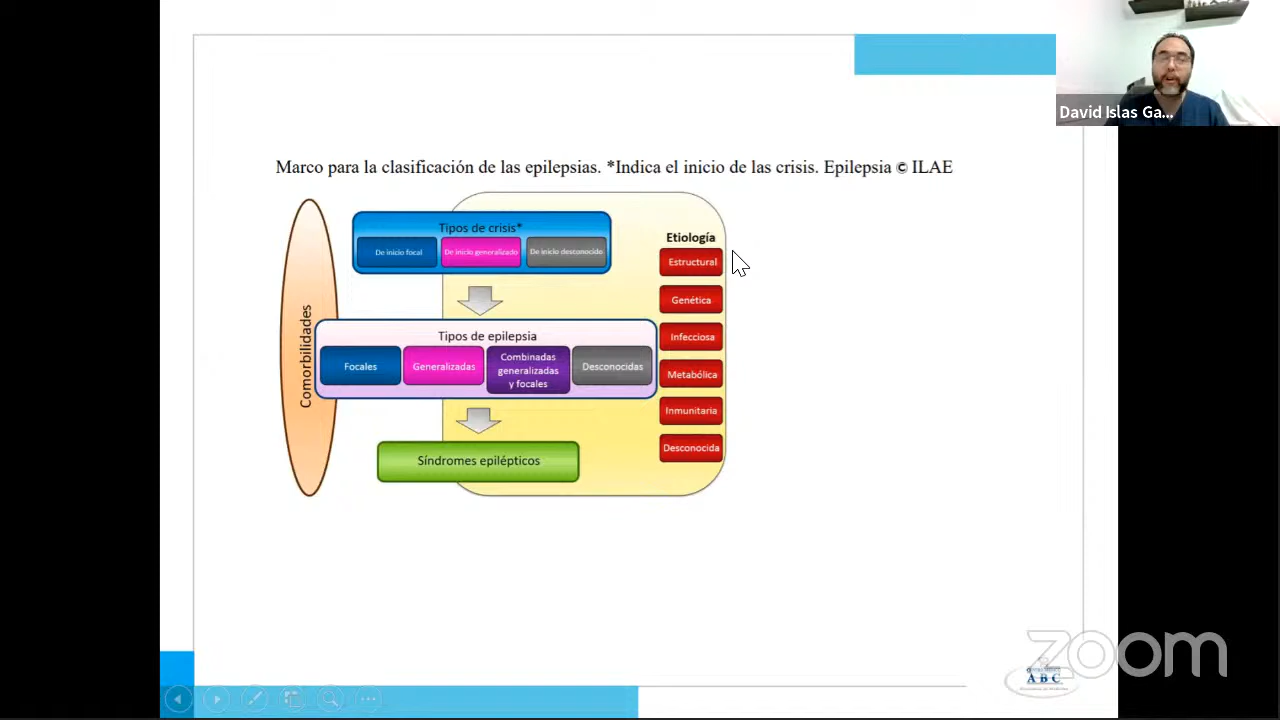 David Islas Ga...
Marco para la clasificación de las epilepsias. *Indica el inicio de las crisis. Epilepsia © ILAE
Comorbilidades
Tipos de crisis*
De inicio focal
De inicio generalizado
De inicio desconocido
Tipos de epilepsia
Focales
Generalizadas
Combinadas
generalizadas
y focales
Desconocidas
Síndromes epilépticos
Etiología
Estructural
Genética
Infecciosa
Metabólica
Inmunitaria
Desconocida
zoom
ABC